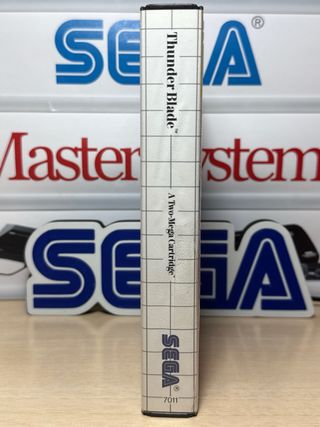 SEGA®
Master System
SEGA
Thunder Blade™
A Two-Mega Cartridge™
SEGA®
7011